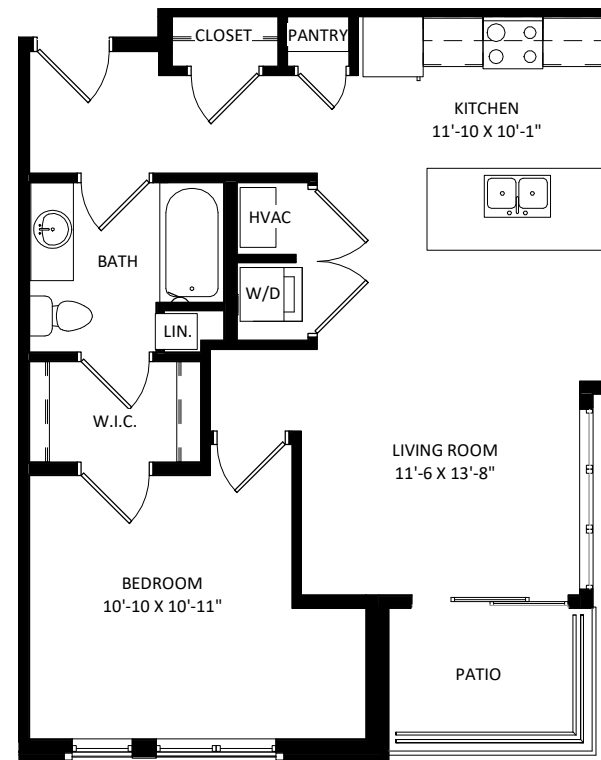 CLOSET
PANTRY
KITCHEN
11'-10 X 10'-1"
HVAC
BATH
W/D
LIN.
W.I.C.
LIVING ROOM
11'-6 X 13'-8"
BEDROOM
10'-10 X 10'-11"
PATIO